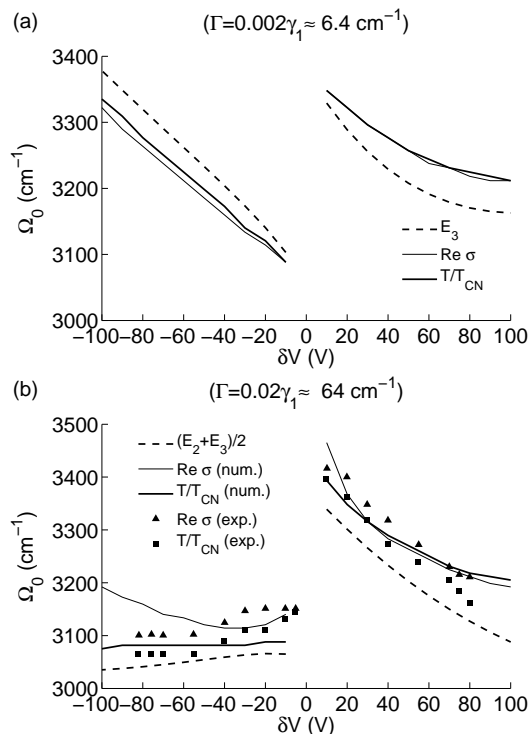 (a)
(Γ=0.002γ₁≈ 6.4 cm⁻¹)
3400
3300
3200
3100
3000
Ω₀ (cm⁻¹)
E₃
Re σ
T/T_CN
−100 −80 −60 −40 −20 0 20 40 60 80 100
δV (V)
(b)
(Γ=0.02γ₁≈ 64 cm⁻¹)
3500
3400
3300
3200
3100
3000
Ω₀ (cm⁻¹)
(E₂+E₃)/2
Re σ (num.)
T/T_CN (num.)
Re σ (exp.)
T/T_CN (exp.)
−100 −80 −60 −40 −20 0 20 40 60 80 100
δV (V)